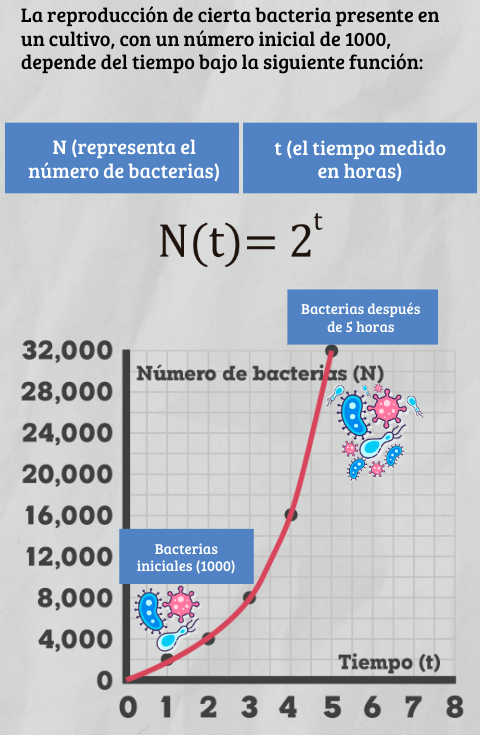 La reproducción de cierta bacteria presente en
un cultivo, con un número inicial de 1000,
depende del tiempo bajo la siguiente función:
N (representa el
número de bacterias)
t (el tiempo medido
en horas)
N(t)= 2^t
Bacterias después
de 5 horas
Número de bacterias (N)
32,000
28,000
24,000
20,000
16,000
12,000
8,000
4,000
0
Bacterias
iniciales (1000)
Tiempo (t)
0 1 2 3 4 5 6 7 8